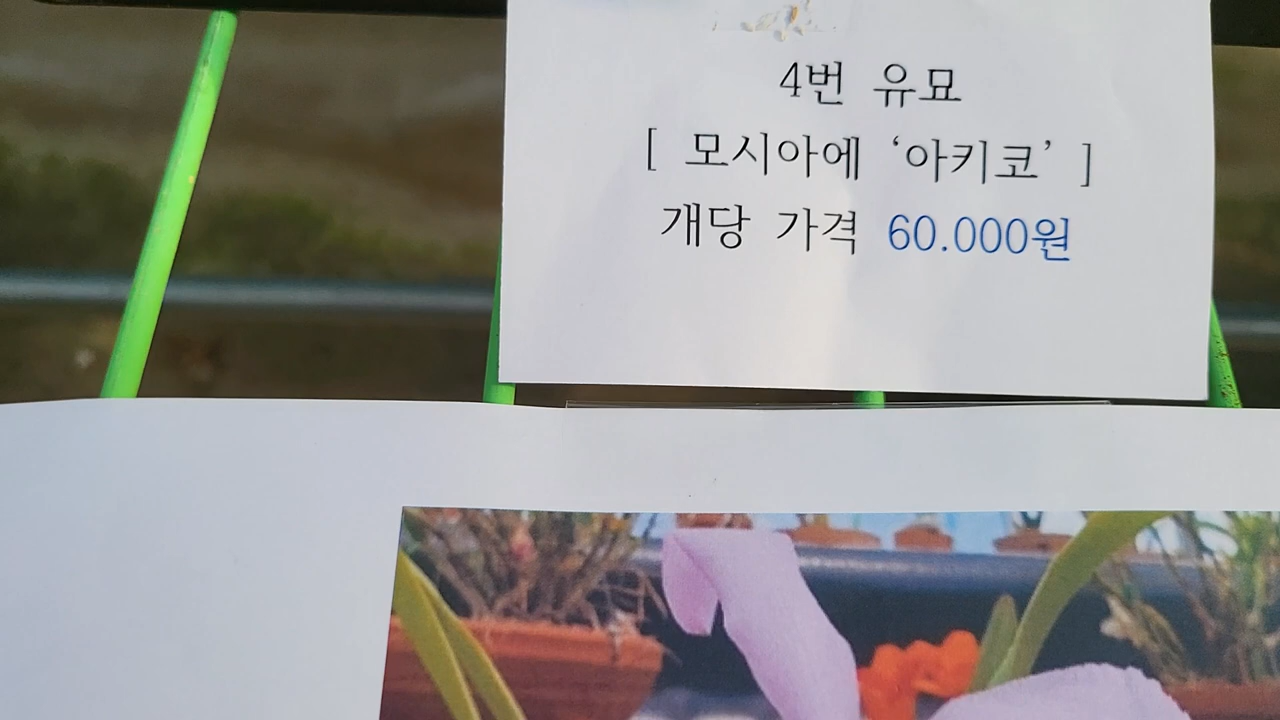 4번 유묘
[ 모시아에 ‘아키코’ ]
개당 가격 60.000원